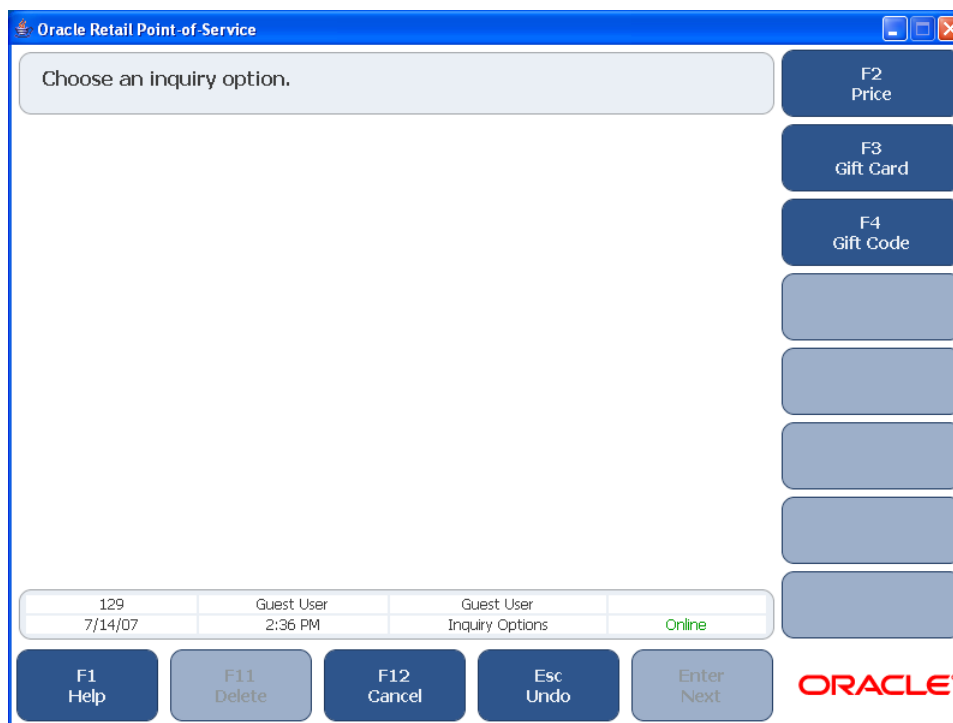 Oracle Retail Point-of-Service
Choose an inquiry option.
F2
Price
F3
Gift Card
F4
Gift Code
129 Guest User Guest User
7/14/07 2:36 PM Inquiry Options Online
F1
Help
F11
Delete
F12
Cancel
Esc
Undo
Enter
Next
ORACLE